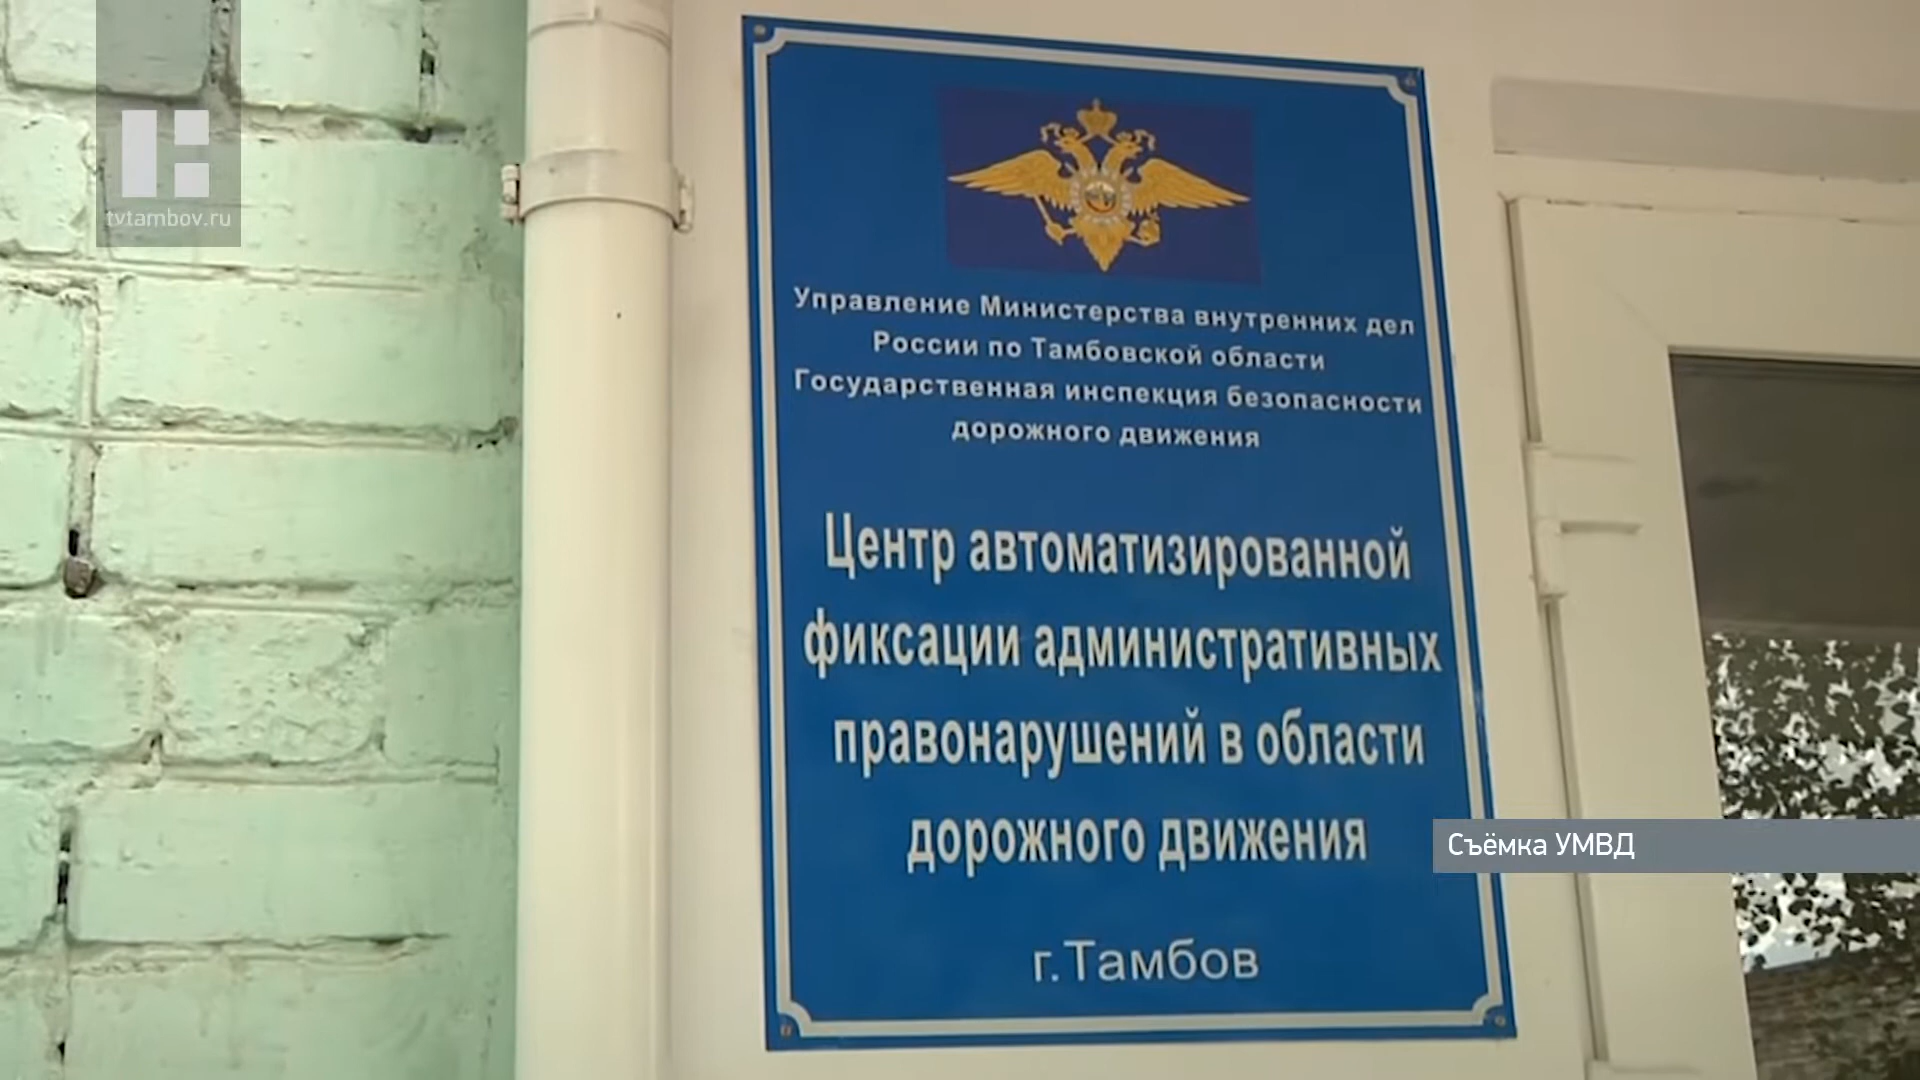 tvtambov.ru
Управление Министерства внутренних дел
России по Тамбовской области
Государственная инспекция безопасности
дорожного движения
Центр автоматизированной
фиксации административных
правонарушений в области
дорожного движения
г.Тамбов
Съёмка УМВД